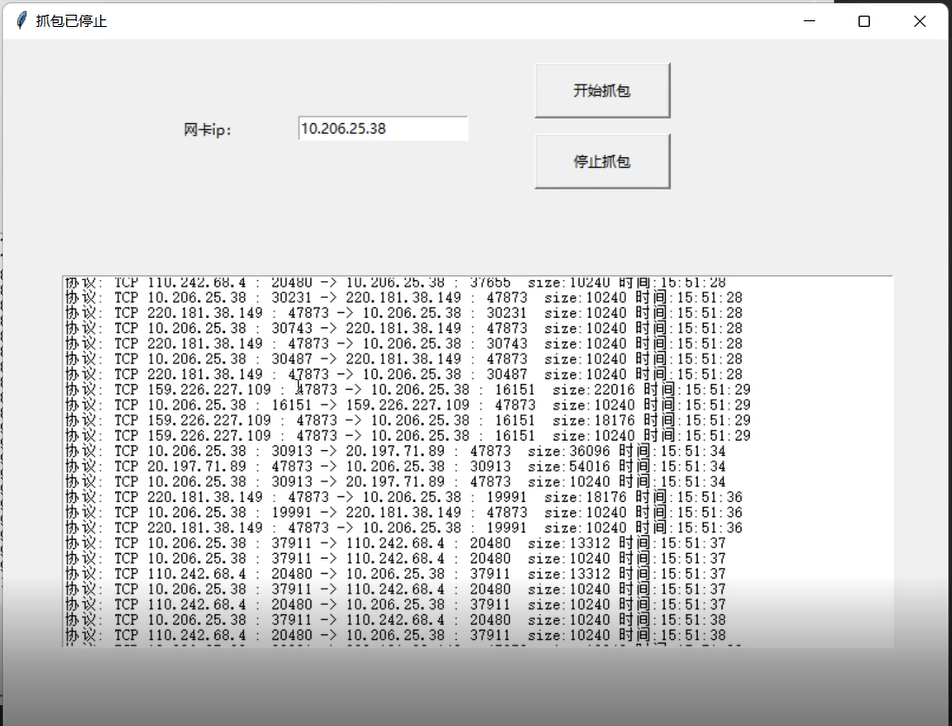 抓包已停止
开始抓包
网卡ip：
10.206.25.38
停止抓包
协议: TCP 110.242.68.4 : 20480 -> 10.206.25.38 : 37655 size:10240 时间:15:51:28
协议: TCP 10.206.25.38 : 30231 -> 220.181.38.149 : 47873 size:10240 时间:15:51:28
协议: TCP 220.181.38.149 : 47873 -> 10.206.25.38 : 30231 size:10240 时间:15:51:28
协议: TCP 10.206.25.38 : 30743 -> 220.181.38.149 : 47873 size:10240 时间:15:51:28
协议: TCP 220.181.38.149 : 47873 -> 10.206.25.38 : 30743 size:10240 时间:15:51:28
协议: TCP 10.206.25.38 : 30487 -> 220.181.38.149 : 47873 size:10240 时间:15:51:28
协议: TCP 220.181.38.149 : 47873 -> 10.206.25.38 : 30487 size:10240 时间:15:51:28
协议: TCP 159.226.227.109 : 47873 -> 10.206.25.38 : 16151 size:22016 时间:15:51:29
协议: TCP 10.206.25.38 : 16151 -> 159.226.227.109 : 47873 size:10240 时间:15:51:29
协议: TCP 159.226.227.109 : 47873 -> 10.206.25.38 : 16151 size:18176 时间:15:51:29
协议: TCP 159.226.227.109 : 47873 -> 10.206.25.38 : 16151 size:10240 时间:15:51:29
协议: TCP 10.206.25.38 : 30913 -> 20.197.71.89 : 47873 size:36096 时间:15:51:34
协议: TCP 20.197.71.89 : 47873 -> 10.206.25.38 : 30913 size:54016 时间:15:51:34
协议: TCP 10.206.25.38 : 30913 -> 20.197.71.89 : 47873 size:10240 时间:15:51:34
协议: TCP 220.181.38.149 : 47873 -> 10.206.25.38 : 19991 size:18176 时间:15:51:36
协议: TCP 10.206.25.38 : 19991 -> 220.181.38.149 : 47873 size:10240 时间:15:51:36
协议: TCP 220.181.38.149 : 47873 -> 10.206.25.38 : 19991 size:10240 时间:15:51:36
协议: TCP 10.206.25.38 : 37911 -> 110.242.68.4 : 20480 size:13312 时间:15:51:37
协议: TCP 10.206.25.38 : 37911 -> 110.242.68.4 : 20480 size:10240 时间:15:51:37
协议: TCP 110.242.68.4 : 20480 -> 10.206.25.38 : 37911 size:13312 时间:15:51:37
协议: TCP 10.206.25.38 : 37911 -> 110.242.68.4 : 20480 size:10240 时间:15:51:37
协议: TCP 110.242.68.4 : 20480 -> 10.206.25.38 : 37911 size:10240 时间:15:51:37
协议: TCP 10.206.25.38 : 37911 -> 110.242.68.4 : 20480 size:10240 时间:15:51:38
协议: TCP 110.242.68.4 : 20480 -> 10.206.25.38 : 37911 size:10240 时间:15:51:38